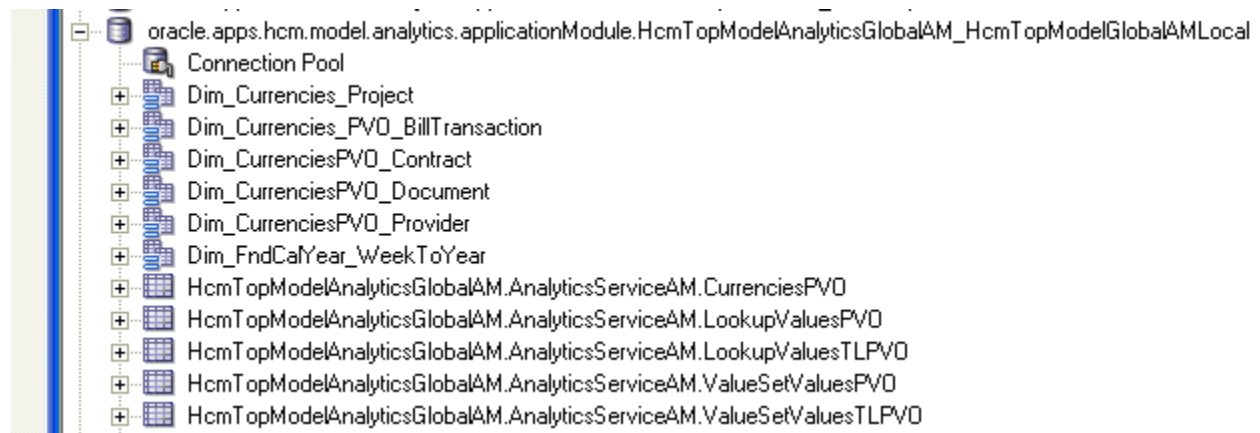 oracle.apps.hcm.model.analytics.applicationModule.HcmTopModelAnalyticsGlobalAM_HcmTopModelGlobalAMLocal
Connection Pool
Dim_Currencies_Project
Dim_Currencies_PVO_BillTransaction
Dim_CurrenciesPVO_Contract
Dim_CurrenciesPVO_Document
Dim_CurrenciesPVO_Provider
Dim_FndCalYear_WeekToYear
HcmTopModelAnalyticsGlobalAM.AnalyticsServiceAM.CurrenciesPVO
HcmTopModelAnalyticsGlobalAM.AnalyticsServiceAM.LookupValuesPVO
HcmTopModelAnalyticsGlobalAM.AnalyticsServiceAM.LookupValuesTLPVO
HcmTopModelAnalyticsGlobalAM.AnalyticsServiceAM.ValueSetValuesPVO
HcmTopModelAnalyticsGlobalAM.AnalyticsServiceAM.ValueSetValuesTLPVO